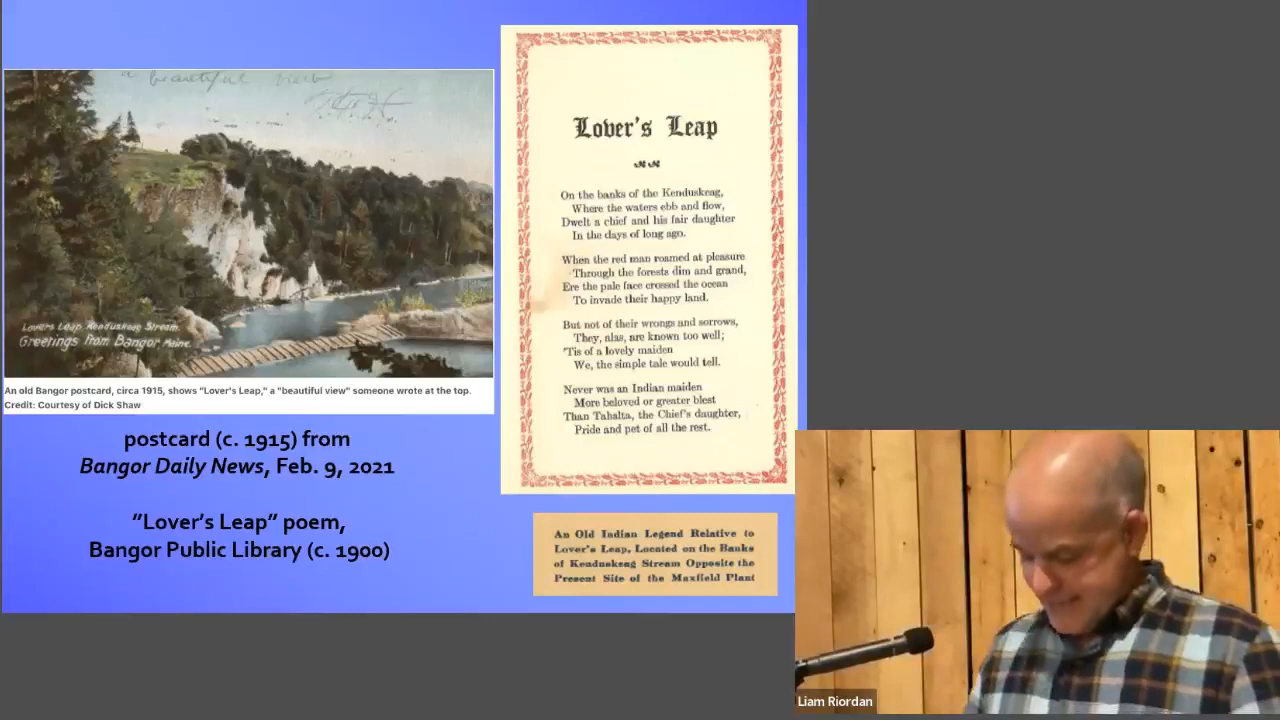 a beautiful view
Lovers Leap, Kenduskeag Stream.
Greetings from Bangor Maine.
An old Bangor postcard, circa 1915, shows "Lover's Leap," a "beautiful view" someone wrote at the top.
Credit: Courtesy of Dick Shaw
postcard (c. 1915) from
Bangor Daily News, Feb. 9, 2021
"Lover's Leap" poem,
Bangor Public Library (c. 1900)
Lover's Leap
On the banks of the Kenduskeag,
Where the waters ebb and flow,
Dwelt a chief and his fair daughter
In the days of long ago.
When the red man roamed at pleasure
Through the forests dim and grand,
Ere the pale face crossed the ocean
To invade their happy land.
But not of their wrongs and sorrows,
They, alas, are known too well;
'Tis of a lovely maiden
We, the simple tale would tell.
Never was an Indian maiden
More beloved or greater blest
Than Tahalta, the Chief's daughter,
Pride and pet of all the rest.
An Old Indian Legend Relative to
Lover's Leap, Located on the Banks
of Kenduskeag Stream Opposite the
Present Site of the Maxfield Plant
Liam Riordan